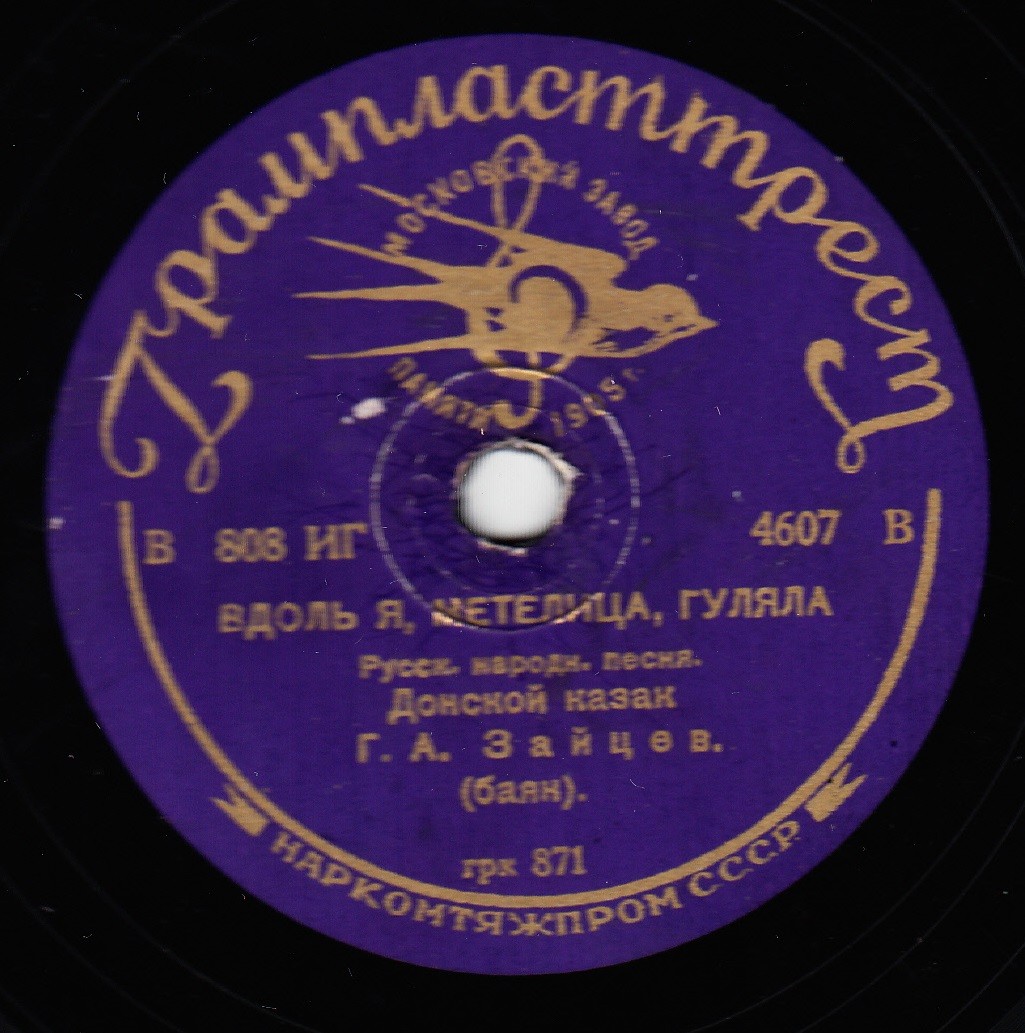 Грампласттрест
МОСКОВСКИЙ ЗАВОД
ПАМЯТИ 1905 г.
В 808 ИГ 4607 В
ВДОЛЬ Я, МЕТЕЛИЦА, ГУЛЯЛА
Русск. народн. песня.
Донской казак
Г. А. Зайцев.
(баян).
грк 871
НАРКОМТЯЖПРОМ СССР